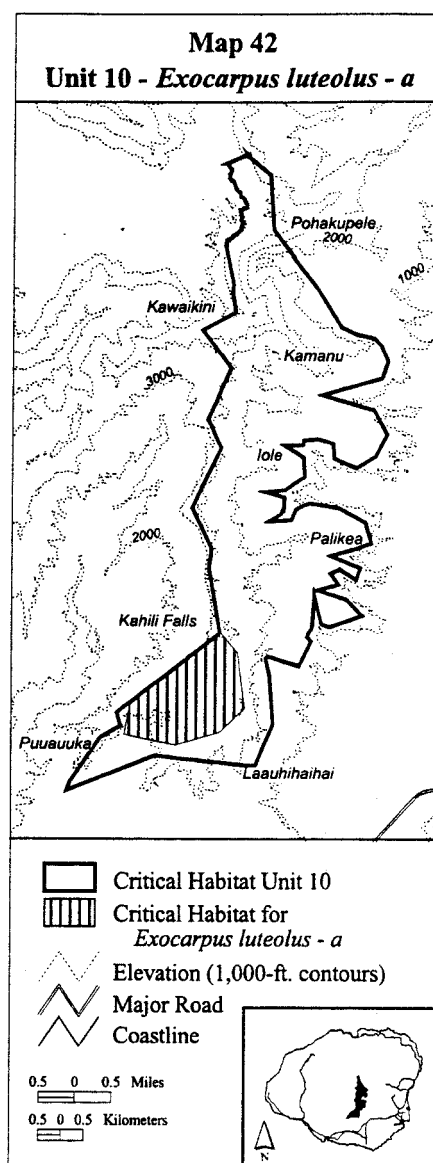 Map 42
Unit 10 - Exocarpus luteolus - a
Pohakupele
2000
1000
Kawaikini
Kamanu
3000
Iole
2000
Palikea
Kahili Falls
Puuauuka
Laauhihaihai
Critical Habitat Unit 10
Critical Habitat for
Exocarpus luteolus - a
Elevation (1,000-ft. contours)
Major Road
Coastline
0.5 0 0.5 Miles
0.5 0 0.5 Kilometers
N